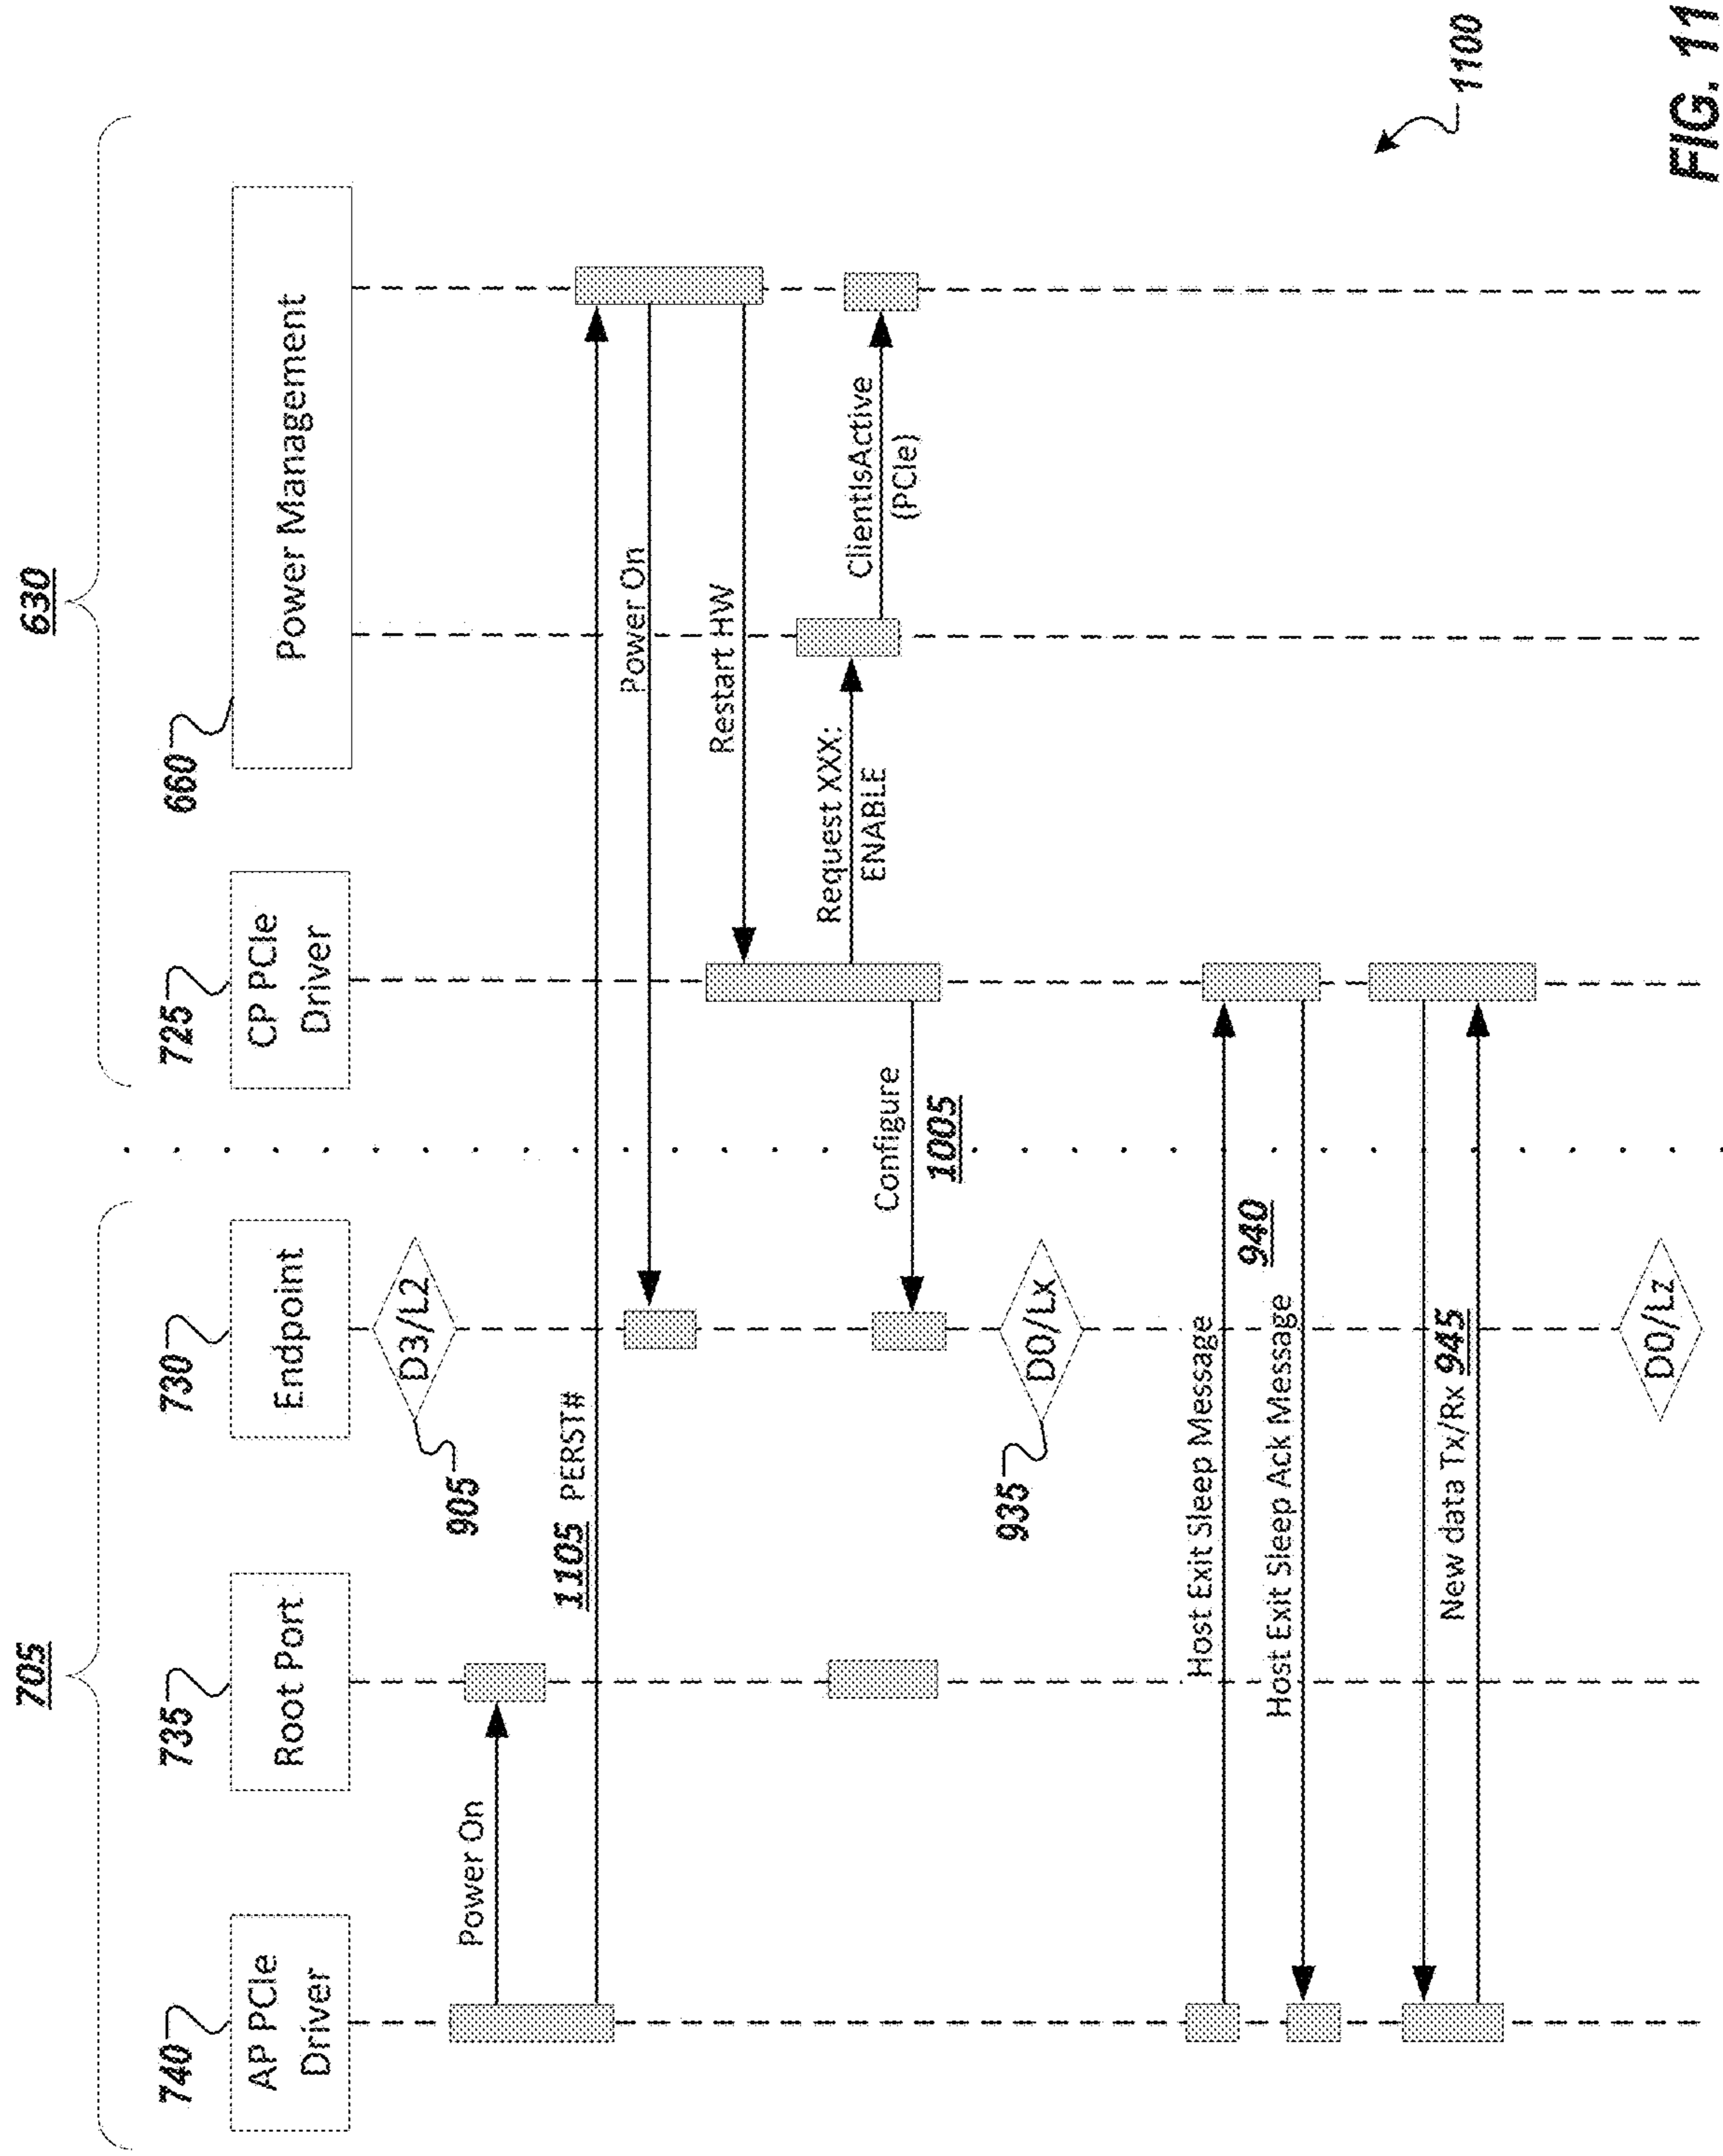 705
630
740
735
730
725
660
AP PCIe
Driver
Root Port
Endpoint
CP PCIe
Driver
Power Management
D3/L2
905
Power On
1105 PERST#
Power On
Restart HW
Request XXX:
ENABLE
ClientIsActive
(PCIe)
Configure
1005
D0/Lx
935
Host Exit Sleep Message
940
Host Exit Sleep Ack Message
New data Tx/Rx 945
D0/Lz
1100
FIG. 11